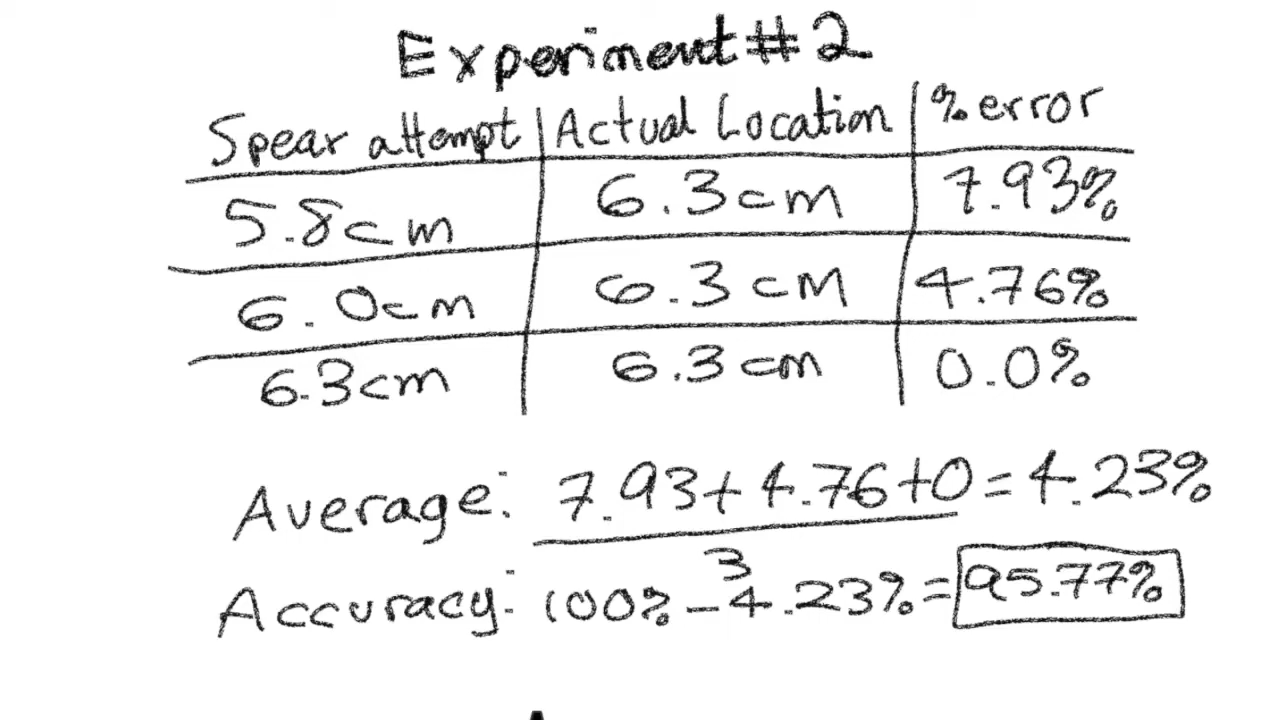 Experiment #2
Spear attempt Actual Location % error
5.8cm 6.3cm 7.93%
6.0cm 6.3cm 4.76%
6.3cm 6.3cm 0.0%
Average: 7.93+4.76+0 = 4.23%
3
Accuracy: 100% - 4.23% = 95.77%